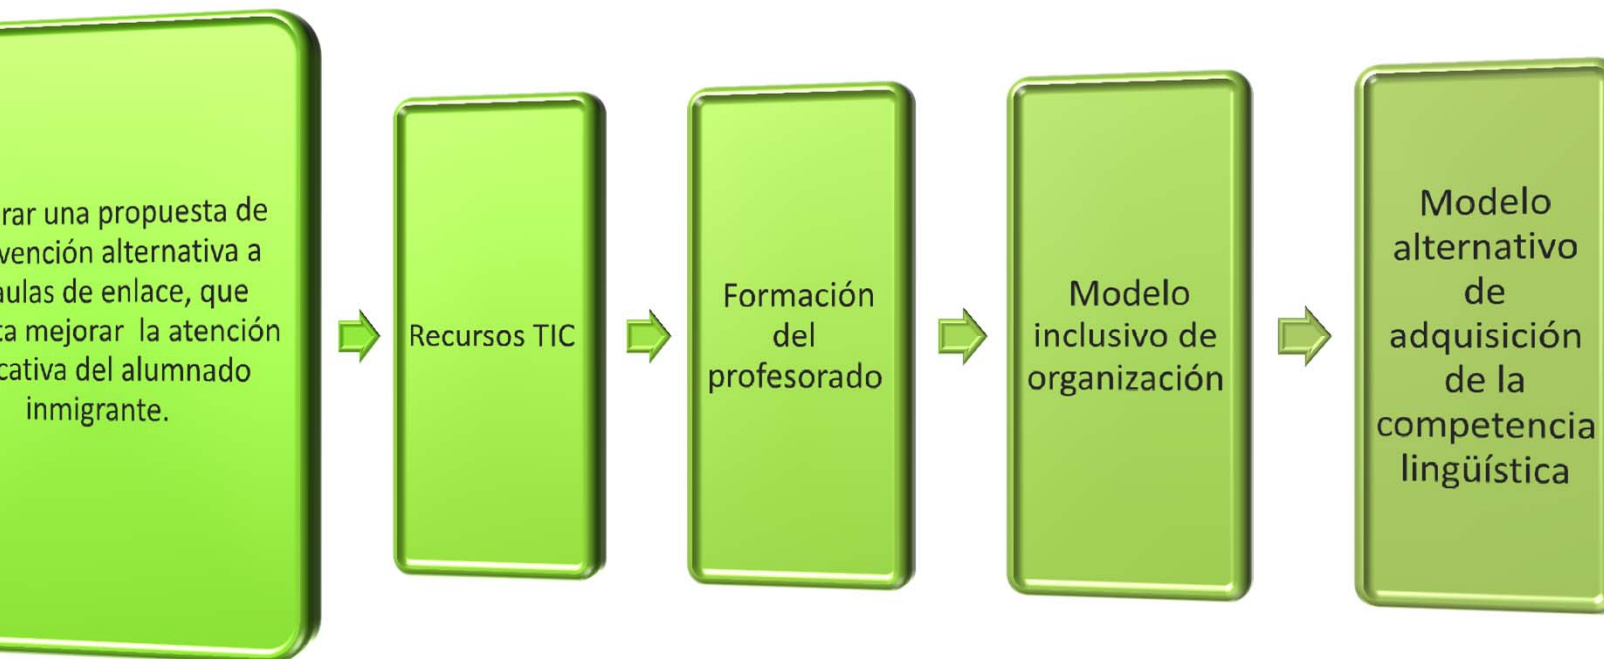 rar una propuesta de
vención alternativa a
aulas de enlace, que
ta mejorar la atención
cativa del alumnado
inmigrante.
Recursos TIC
Formación
del
profesorado
Modelo
inclusivo de
organización
Modelo
alternativo
de
adquisición
de la
competencia
lingüística